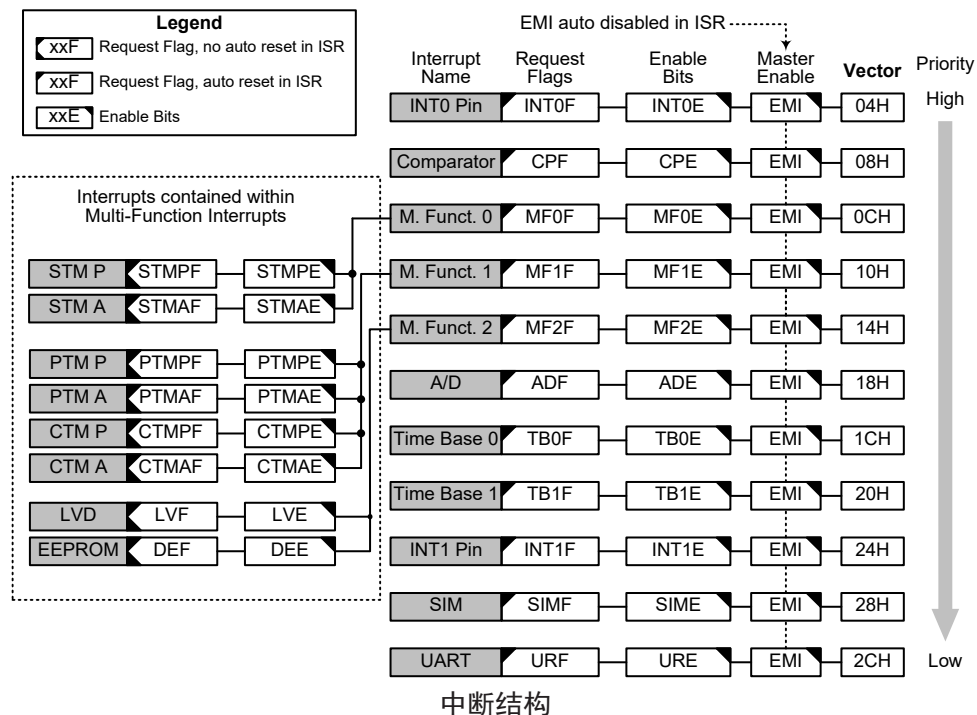 Legend
xxF Request Flag, no auto reset in ISR
xxF Request Flag, auto reset in ISR
xxE Enable Bits
EMI auto disabled in ISR
Interrupt Name Request Flags Enable Bits Master Enable Vector Priority
High
INT0 Pin INT0F INT0E EMI 04H
Comparator CPF CPE EMI 08H
M. Funct. 0 MF0F MF0E EMI 0CH
M. Funct. 1 MF1F MF1E EMI 10H
M. Funct. 2 MF2F MF2E EMI 14H
A/D ADF ADE EMI 18H
Time Base 0 TB0F TB0E EMI 1CH
Time Base 1 TB1F TB1E EMI 20H
INT1 Pin INT1F INT1E EMI 24H
SIM SIMF SIME EMI 28H
UART URF URE EMI 2CH
Low
Interrupts contained within
Multi-Function Interrupts
STM P STMPF STMPE
STM A STMAF STMAE
PTM P PTMPF PTMPE
PTM A PTMAF PTMAE
CTM P CTMPF CTMPE
CTM A CTMAF CTMAE
LVD LVF LVE
EEPROM DEF DEE
中断结构